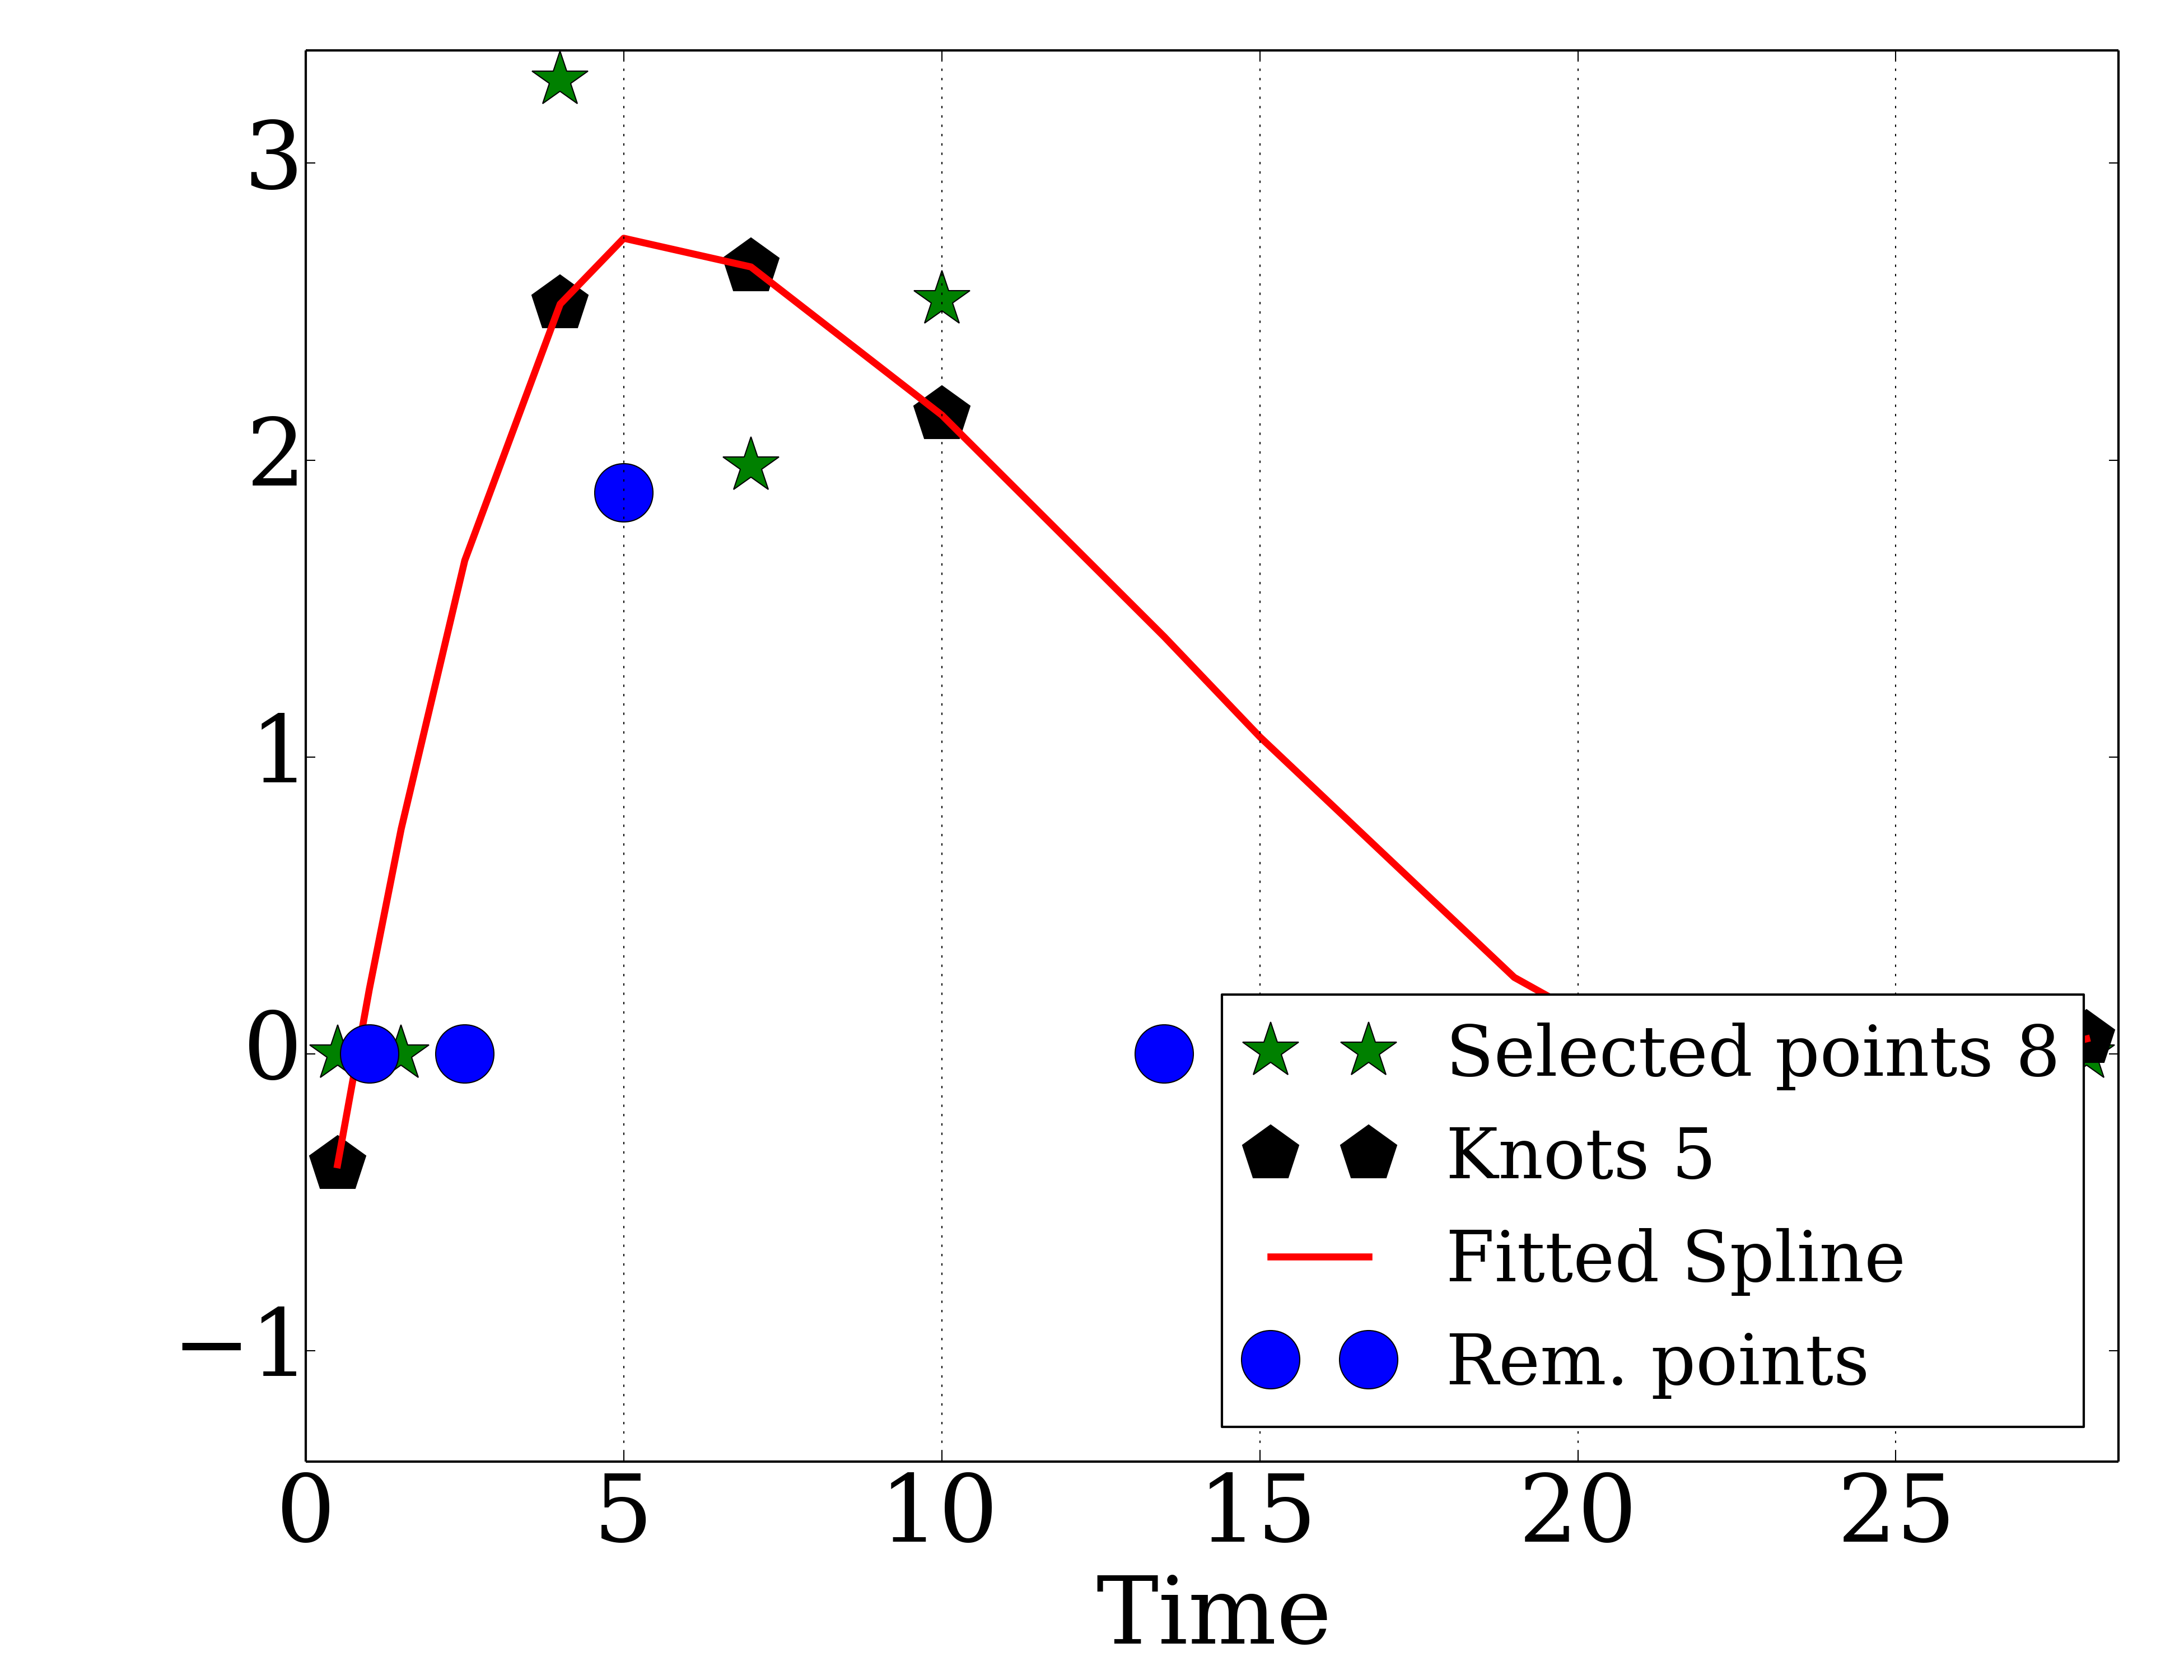 3
2
1
0
−1
Selected points 8
Knots 5
Fitted Spline
Rem. points
0 5 10 15 20 25
Time